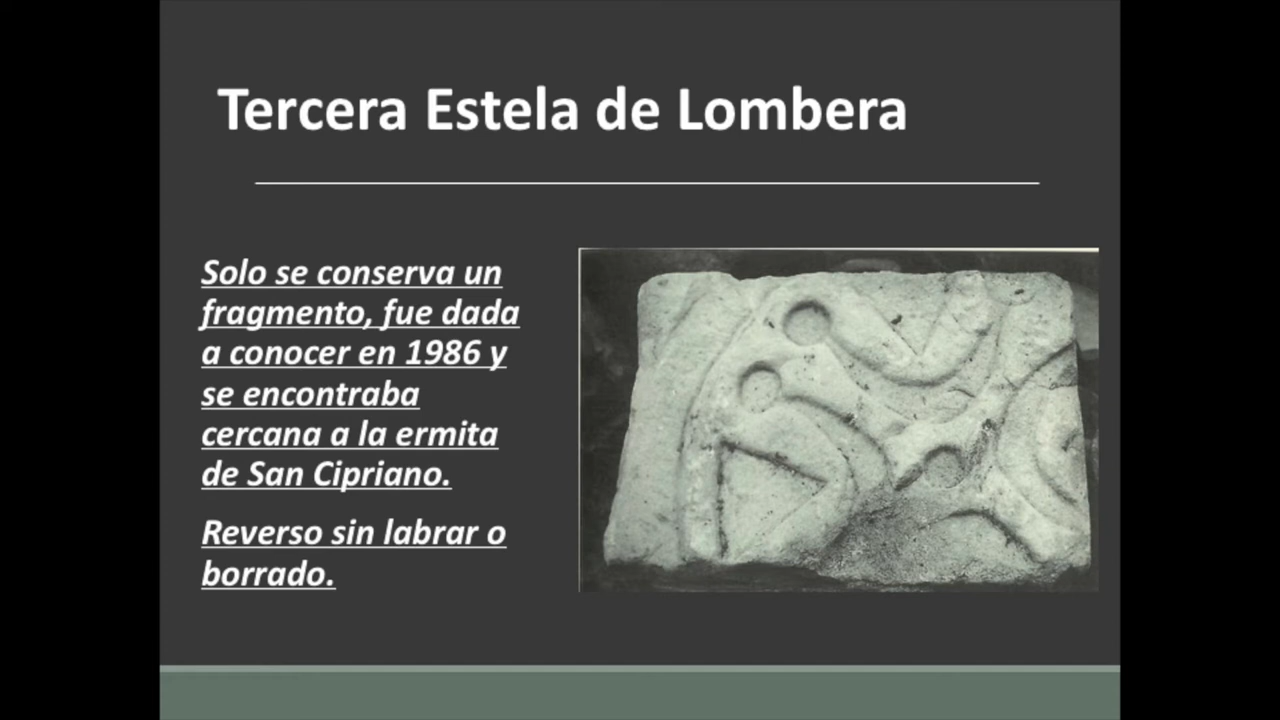 Tercera Estela de Lombera
Solo se conserva un
fragmento, fue dada
a conocer en 1986 y
se encontraba
cercana a la ermita
de San Cipriano.
Reverso sin labrar o
borrado.